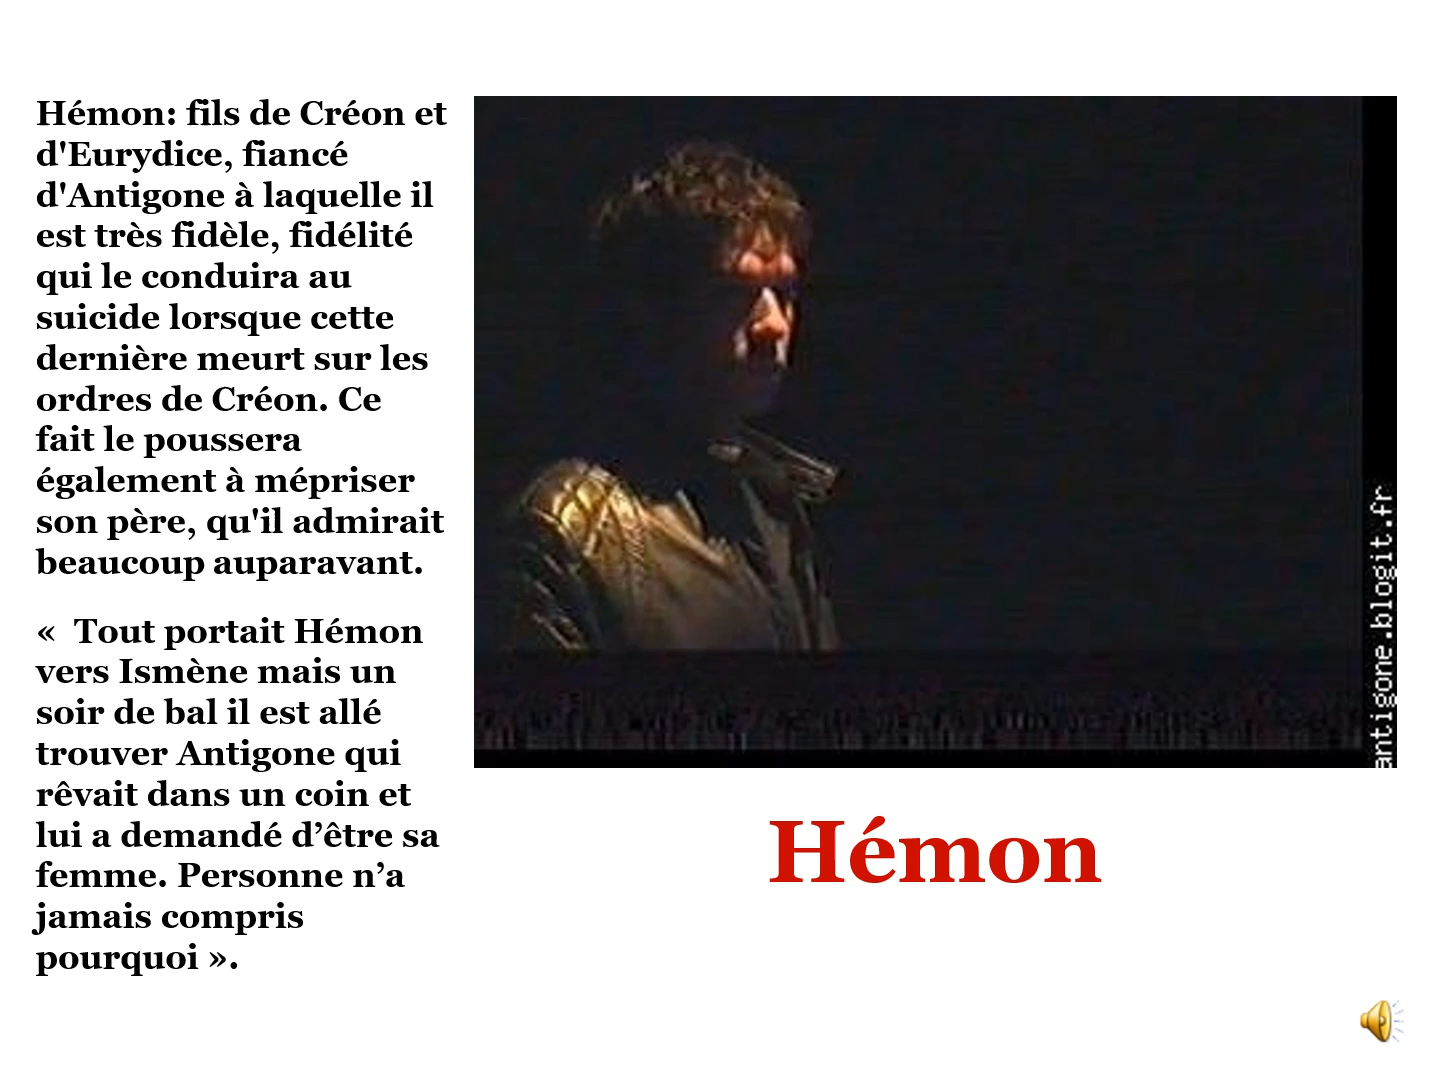 Hémon: fils de Créon et
d'Eurydice, fiancé
d'Antigone à laquelle il
est très fidèle, fidélité
qui le conduira au
suicide lorsque cette
dernière meurt sur les
ordres de Créon. Ce
fait le poussera
également à mépriser
son père, qu'il admirait
beaucoup auparavant.
«  Tout portait Hémon
vers Ismène mais un
soir de bal il est allé
trouver Antigone qui
rêvait dans un coin et
lui a demandé d’être sa
femme. Personne n’a
jamais compris
pourquoi ».
antigone.blogit.fr
Hémon